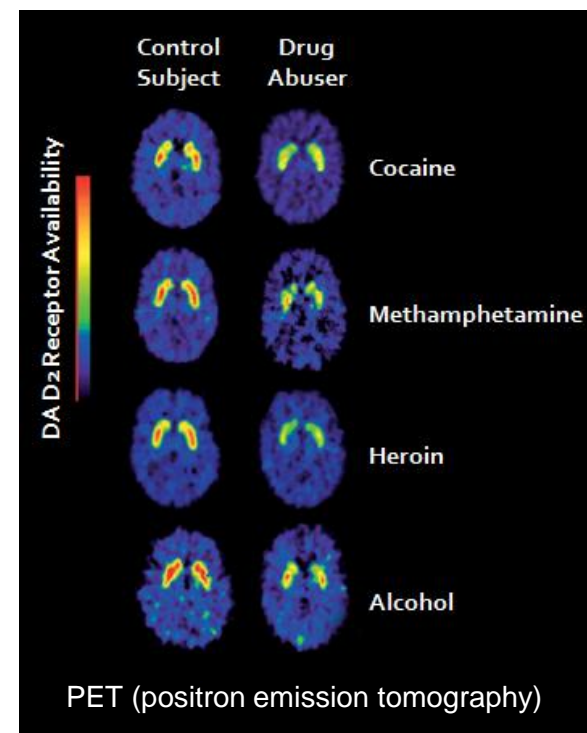 Control
Subject
Drug
Abuser
DA D2 Receptor Availability
Cocaine
Methamphetamine
Heroin
Alcohol
PET (positron emission tomography)